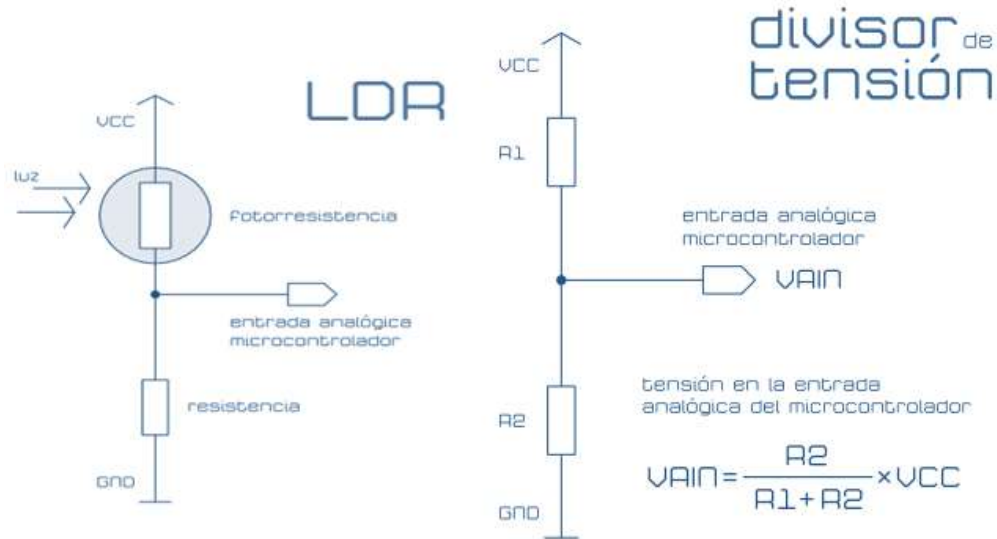 LDR
VCC
luz
fotorresistencia
entrada analógica
microcontrolador
resistencia
GND
divisor de
tensión
VCC
R1
entrada analógica
microcontrolador
VAIN
R2
tensión en la entrada
analógica del microcontrolador
VAIN = R2 / R1+R2 × VCC
GND